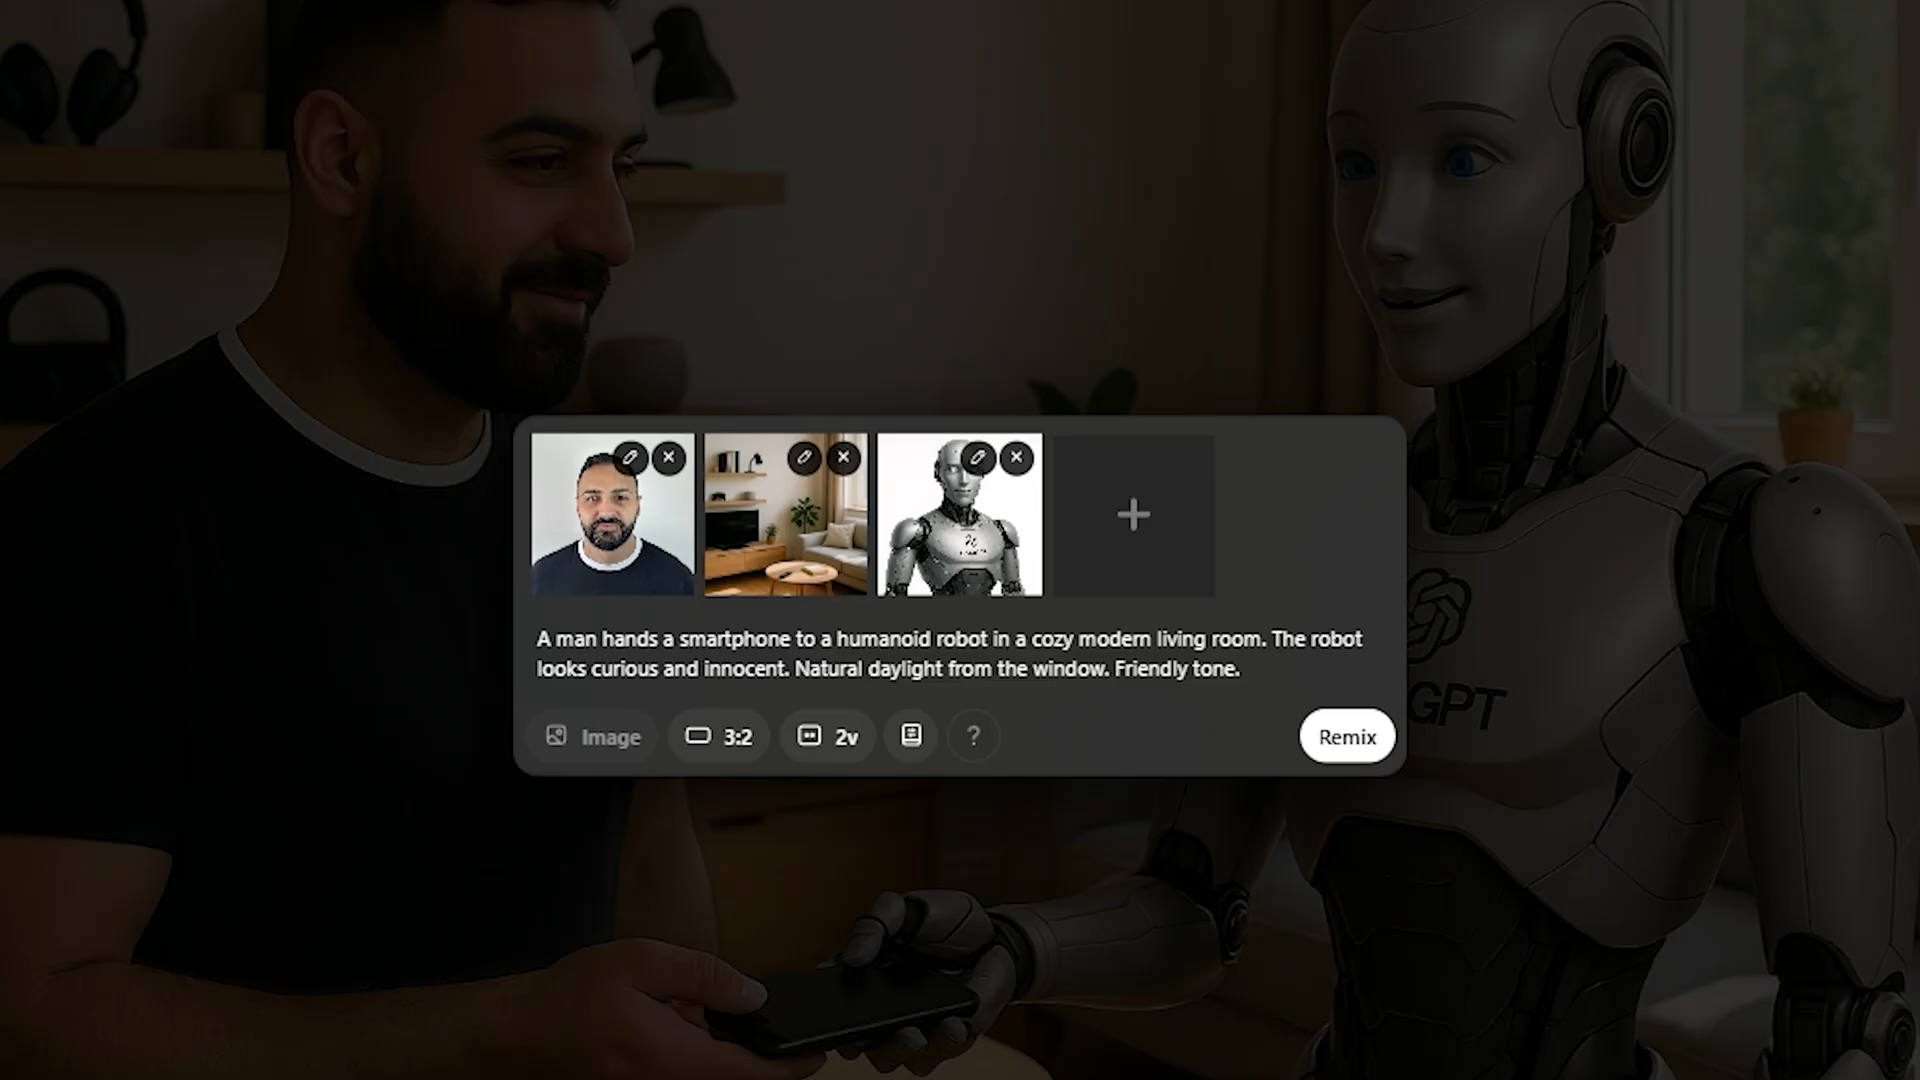 A man hands a smartphone to a humanoid robot in a cozy modern living room. The robot
looks curious and innocent. Natural daylight from the window. Friendly tone.
Image
3:2
2v
?
Remix
GPT